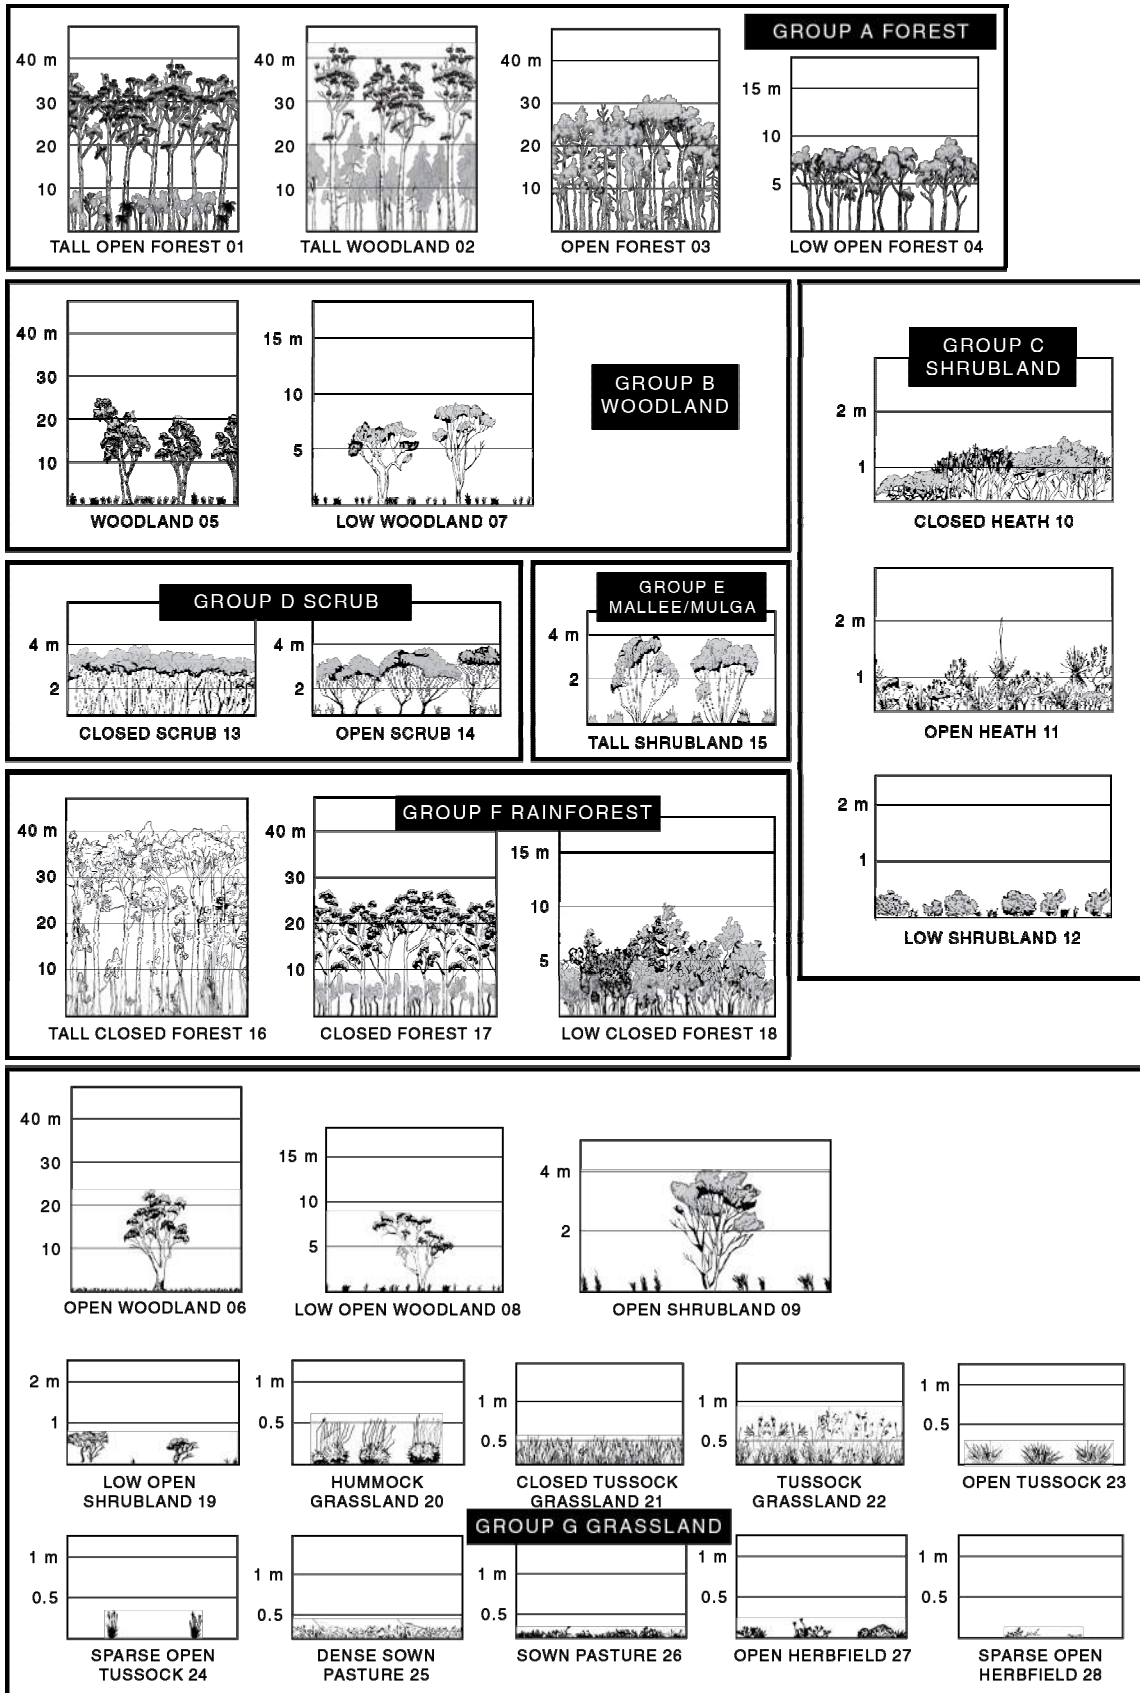 GROUP A FOREST
40 m
30
20
10
TALL OPEN FOREST 01
40 m
30
20
10
TALL WOODLAND 02
40 m
30
20
10
OPEN FOREST 03
15 m
10
5
LOW OPEN FOREST 04
GROUP B
WOODLAND
40 m
30
20
10
WOODLAND 05
15 m
10
5
LOW WOODLAND 07
GROUP C
SHRUBLAND
2 m
1
CLOSED HEATH 10
2 m
1
OPEN HEATH 11
2 m
1
LOW SHRUBLAND 12
GROUP D SCRUB
4 m
2
CLOSED SCRUB 13
4 m
2
OPEN SCRUB 14
GROUP E
MALLEE/MULGA
4 m
2
TALL SHRUBLAND 15
GROUP F RAINFOREST
40 m
30
20
10
TALL CLOSED FOREST 16
40 m
30
20
10
CLOSED FOREST 17
15 m
10
5
LOW CLOSED FOREST 18
40 m
30
20
10
OPEN WOODLAND 06
15 m
10
5
LOW OPEN WOODLAND 08
4 m
2
OPEN SHRUBLAND 09
2 m
1
LOW OPEN
SHRUBLAND 19
1 m
0.5
HUMMOCK
GRASSLAND 20
1 m
0.5
CLOSED TUSSOCK
GRASSLAND 21
1 m
0.5
TUSSOCK
GRASSLAND 22
1 m
0.5
OPEN TUSSOCK 23
GROUP G GRASSLAND
1 m
0.5
SPARSE OPEN
TUSSOCK 24
1 m
0.5
DENSE SOWN
PASTURE 25
1 m
0.5
SOWN PASTURE 26
1 m
0.5
OPEN HERBFIELD 27
1 m
0.5
SPARSE OPEN
HERBFIELD 28